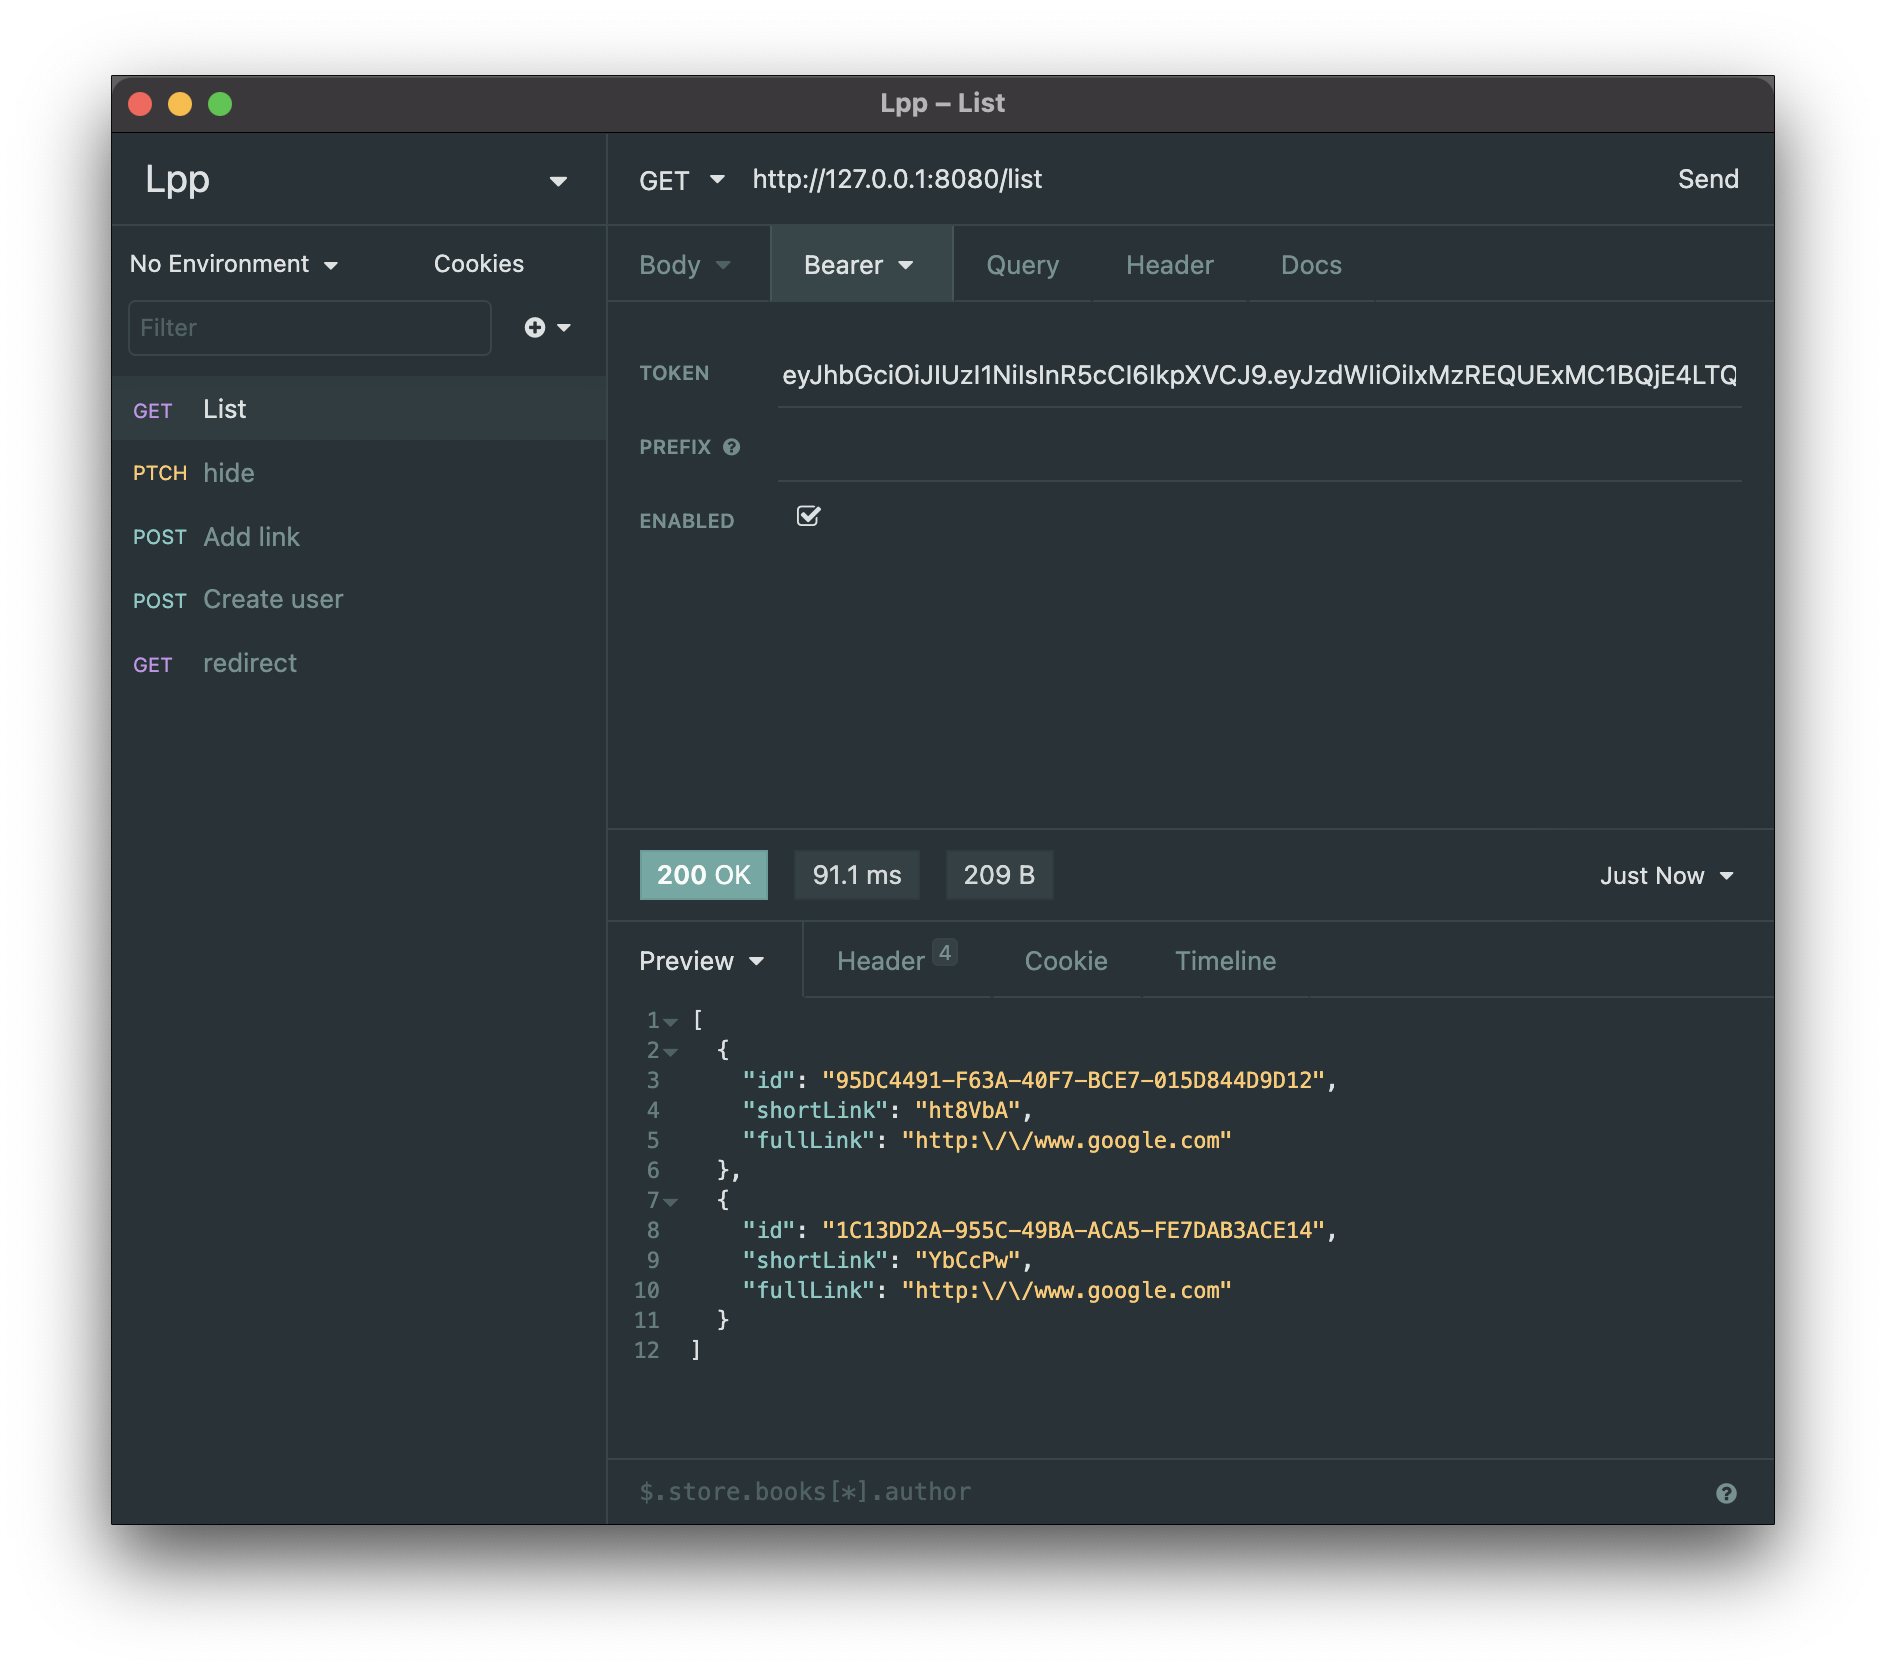 Lpp – List
Lpp
No Environment
Cookies
Filter
GET List
PTCH hide
POST Add link
POST Create user
GET redirect
GET http://127.0.0.1:8080/list Send
Body Bearer Query Header Docs
TOKEN eyJhbGciOiJIUzI1NiIsInR5cCI6IkpXVCJ9.eyJzdWIiOiIxMzREQUExMC1BQjE4LTQ
PREFIX
ENABLED
200 OK 91.1 ms 209 B Just Now
Preview Header 4 Cookie Timeline
1 [
2 {
3 "id": "95DC4491-F63A-40F7-BCE7-015D844D9D12",
4 "shortLink": "ht8VbA",
5 "fullLink": "http:\/\/www.google.com"
6 },
7 {
8 "id": "1C13DD2A-955C-49BA-ACA5-FE7DAB3ACE14",
9 "shortLink": "YbCcPw",
10 "fullLink": "http:\/\/www.google.com"
11 }
12 ]
$.store.books[*].author